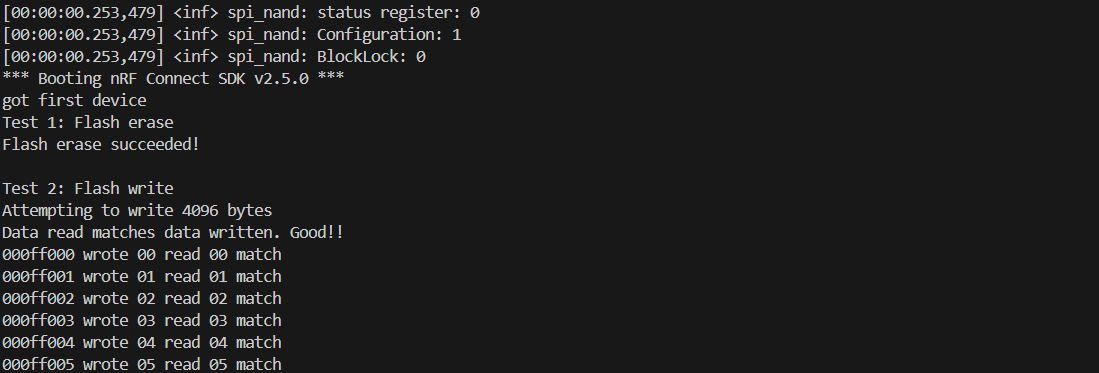 [00:00:00.253,479] <inf> spi_nand: status register: 0
[00:00:00.253,479] <inf> spi_nand: Configuration: 1
[00:00:00.253,479] <inf> spi_nand: BlockLock: 0
*** Booting nRF Connect SDK v2.5.0 ***
got first device
Test 1: Flash erase
Flash erase succeeded!
Test 2: Flash write
Attempting to write 4096 bytes
Data read matches data written. Good!!
000ff000 wrote 00 read 00 match
000ff001 wrote 01 read 01 match
000ff002 wrote 02 read 02 match
000ff003 wrote 03 read 03 match
000ff004 wrote 04 read 04 match
000ff005 wrote 05 read 05 match